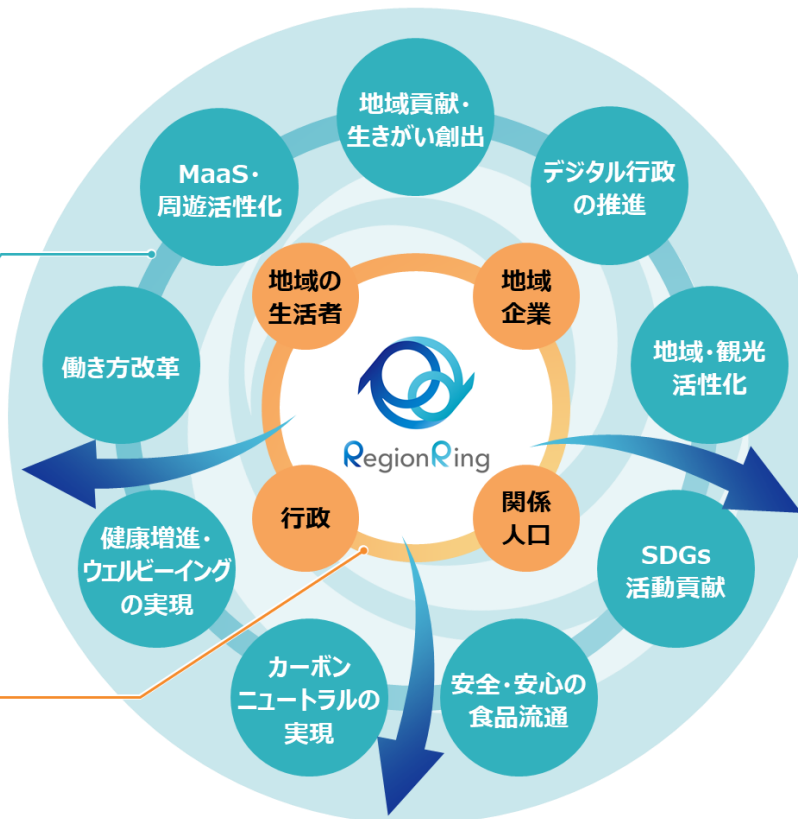 地域貢献・
生きがい創出
MaaS・
周遊活性化
デジタル行政
の推進
地域の
生活者
地域
企業
働き方改革
地域・観光
活性化
RegionRing
行政
関係
人口
健康増進・
ウェルビーイング
の実現
SDGs
活動貢献
カーボン
ニュートラルの
実現
安全・安心の
食品流通